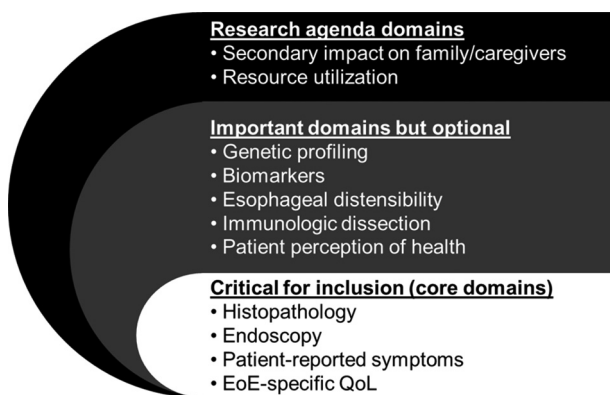 Research agenda domains
• Secondary impact on family/caregivers
• Resource utilization
Important domains but optional
• Genetic profiling
• Biomarkers
• Esophageal distensibility
• Immunologic dissection
• Patient perception of health
Critical for inclusion (core domains)
• Histopathology
• Endoscopy
• Patient-reported symptoms
• EoE-specific QoL